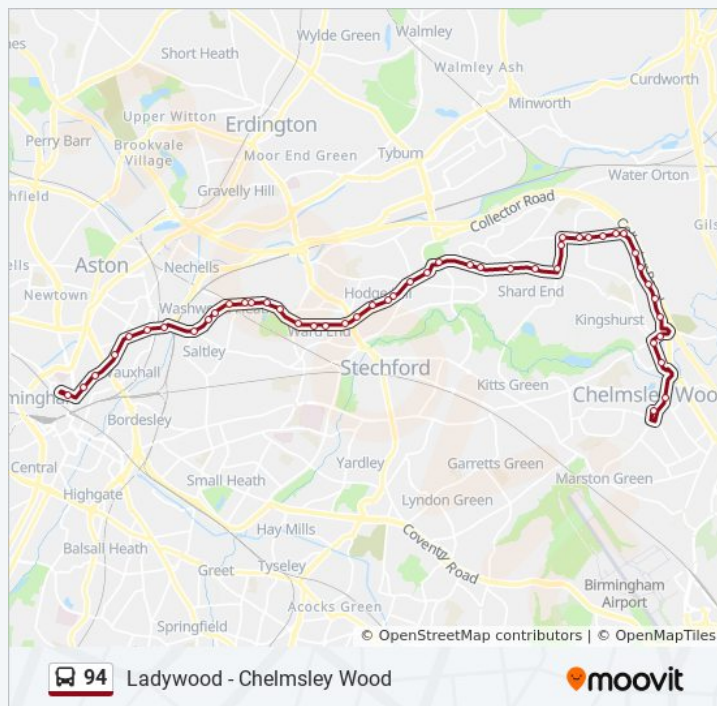 Wylde Green
Walmley
Short Heath
Walmley Ash
Curdworth
Upper Witton
Minworth
Erdington
Perry Barr
Brookvale
Village
Moor End Green
Tyburn
Water Orton
Gravelly Hill
Collector Road
Aston
Nechells
Newtown
Hodge
Shard End
Kingshurst
Ward End
Saltley
Vauxhall
Stechford
Kitts Green
Chelmsley Woo
Bordesley
Central
Yardley
Garretts Green
Marston Green
Small Heath
Highgate
Lyndon Green
Hay Mills
Coventry Road
Balsall Heath
Greet
Tyseley
Birmingham
Airport
Acocks Green
Springfield
© OpenStreetMap contributors | © OpenMapTiles
94 Ladywood - Chelmsley Wood
moovit